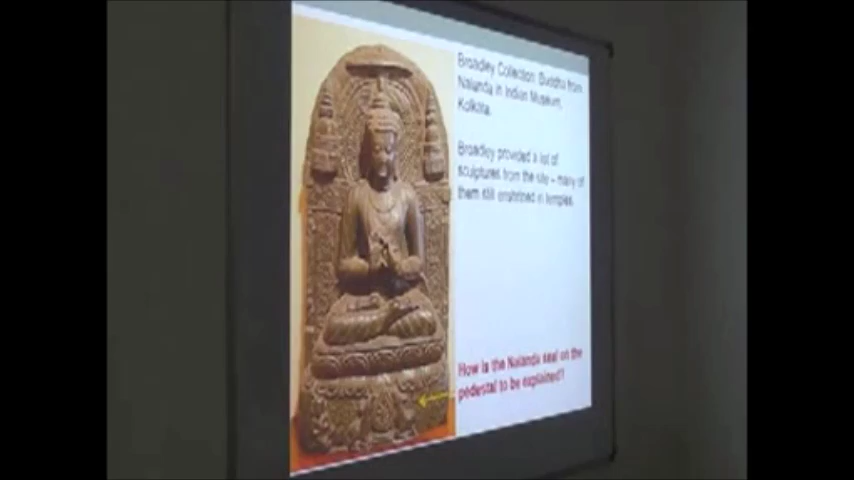 Broadley Collection: Buddha from
Nalanda in Indian Museum,
Kolkata.
Broadley provided a lot of
sculptures from the site – many of
them still enshrined in temples.
How is the Nalanda seal on the
pedestal to be explained?